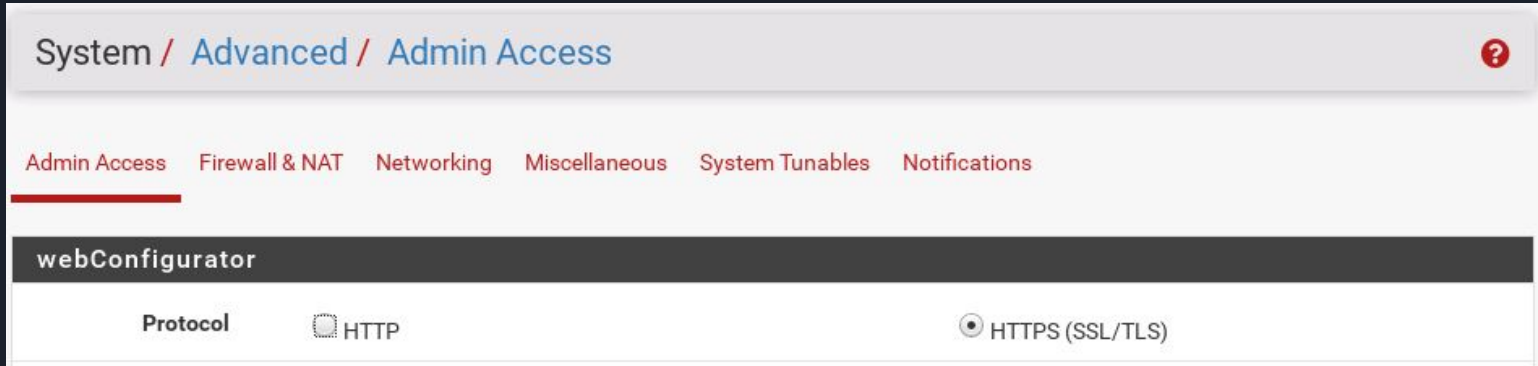 System / Advanced / Admin Access
Admin Access Firewall & NAT Networking Miscellaneous System Tunables Notifications
webConfigurator
Protocol HTTP HTTPS (SSL/TLS)